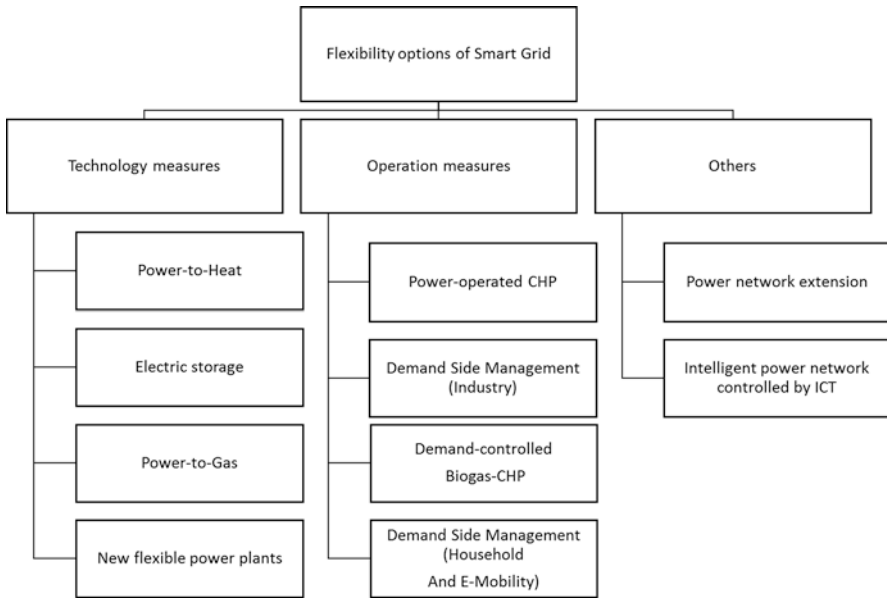 Flexibility options of Smart Grid
Technology measures
Operation measures
Others
Power-to-Heat
Electric storage
Power-to-Gas
New flexible power plants
Power-operated CHP
Demand Side Management
(Industry)
Demand-controlled
Biogas-CHP
Demand Side Management
(Household
And E-Mobility)
Power network extension
Intelligent power network
controlled by ICT